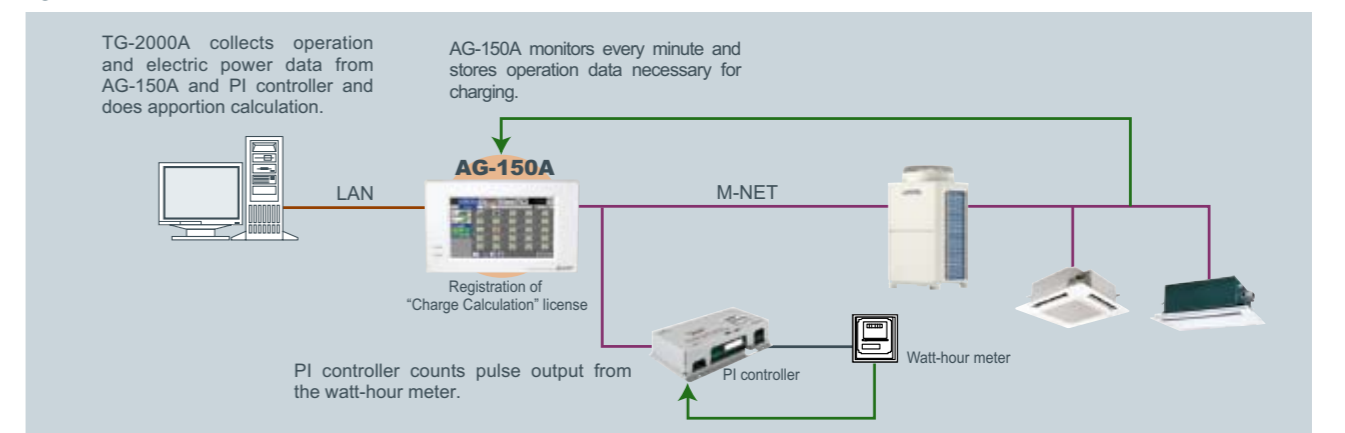 TG-2000A collects operation
and electric power data from
AG-150A and PI controller and
does apportion calculation.
AG-150A monitors every minute and
stores operation data necessary for
charging.
AG-150A
LAN
M-NET
Registration of
“Charge Calculation” license
PI controller counts pulse output from
the watt-hour meter.
PI controller
Watt-hour meter